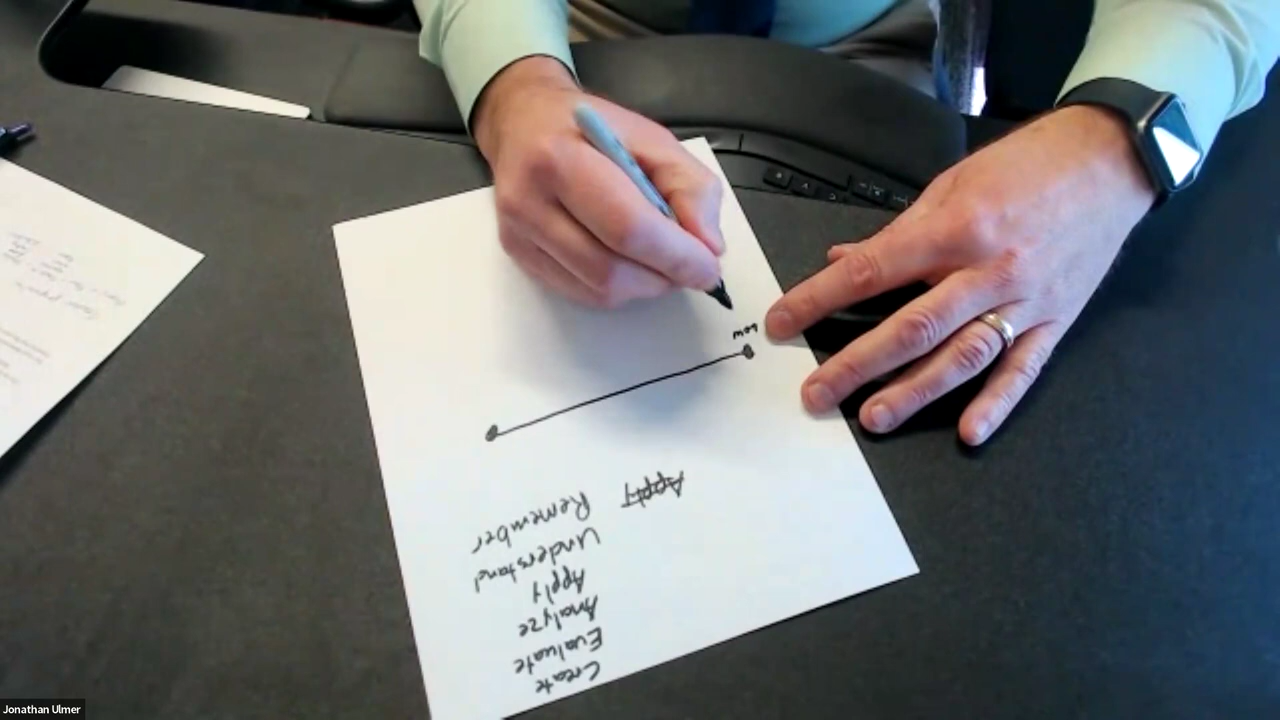 Create
Evaluate
Analyze
Apply
Understand
Remember
Apply
Low
Jonathan Ulmer